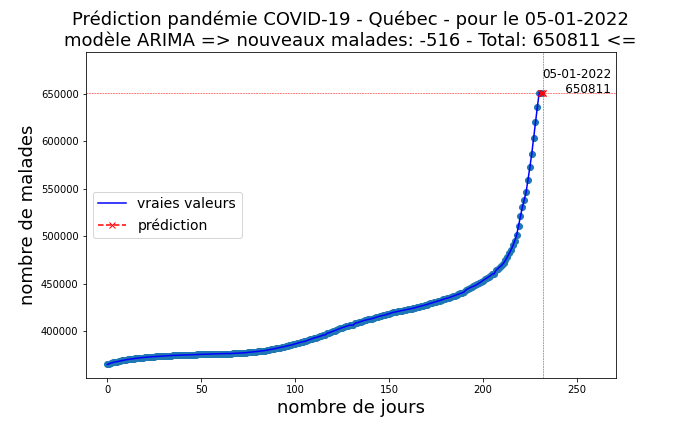 Prédiction pandémie COVID-19 - Québec - pour le 05-01-2022
modèle ARIMA => nouveaux malades: -516 - Total: 650811 <=
05-01-2022
650811
650000
600000
550000
500000
450000
400000
nombre de malades
vraies valeurs
prédiction
0 50 100 150 200 250
nombre de jours